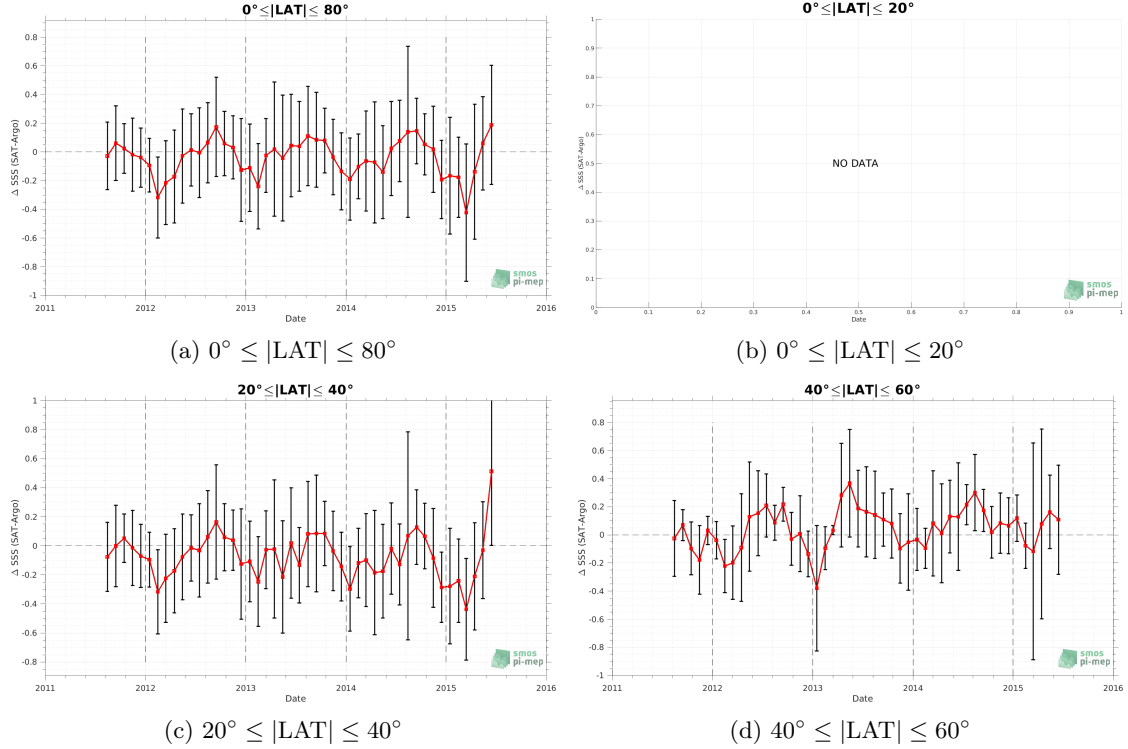 0°≤|LAT|≤ 80°
Δ SSS (SAT-Argo)
0.8
0.6
0.4
0.2
0
-0.2
-0.4
-0.6
-0.8
-1
2011
2012
2013
2014
2015
2016
Date
smos
pi-mep
(a) 0° ≤ |LAT| ≤ 80°
0°≤|LAT|≤ 20°
Δ SSS (SAT-Argo)
1
0.9
0.8
0.7
0.6
0.5
0.4
0.3
0.2
0.1
0
NO DATA
0
0.1
0.2
0.3
0.4
0.5
0.6
0.7
0.8
0.9
1
Date
smos
pi-mep
(b) 0° ≤ |LAT| ≤ 20°
20°≤|LAT|≤ 40°
Δ SSS (SAT-Argo)
1
0.8
0.6
0.4
0.2
0
-0.2
-0.4
-0.6
-0.8
2011
2012
2013
2014
2015
2016
Date
smos
pi-mep
(c) 20° ≤ |LAT| ≤ 40°
40°≤|LAT|≤ 60°
Δ SSS (SAT-Argo)
0.8
0.6
0.4
0.2
0
-0.2
-0.4
-0.6
-0.8
-1
2011
2012
2013
2014
2015
2016
Date
smos
pi-mep
(d) 40° ≤ |LAT| ≤ 60°